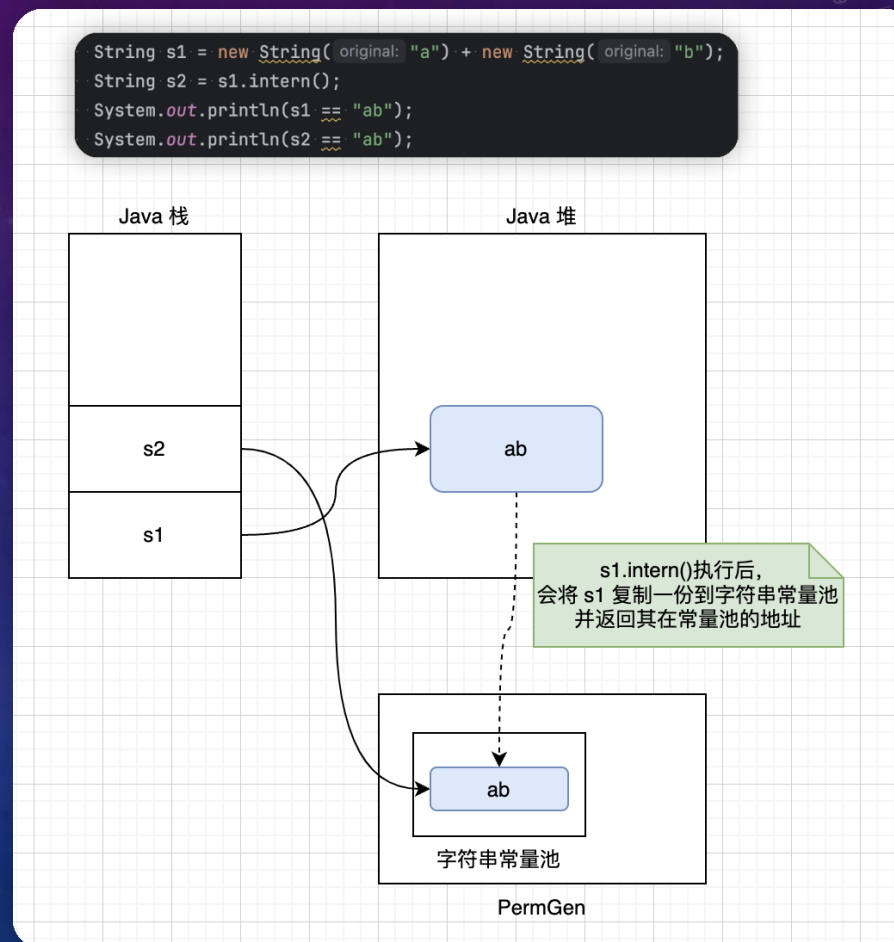 String s1 = new String( original: "a") + new String( original: "b");
String s2 = s1.intern();
System.out.println(s1 == "ab");
System.out.println(s2 == "ab");
Java 栈
Java 堆
s2
ab
s1
s1.intern()执行后,
会将 s1 复制一份到字符串常量池
并返回其在常量池的地址
ab
字符串常量池
PermGen